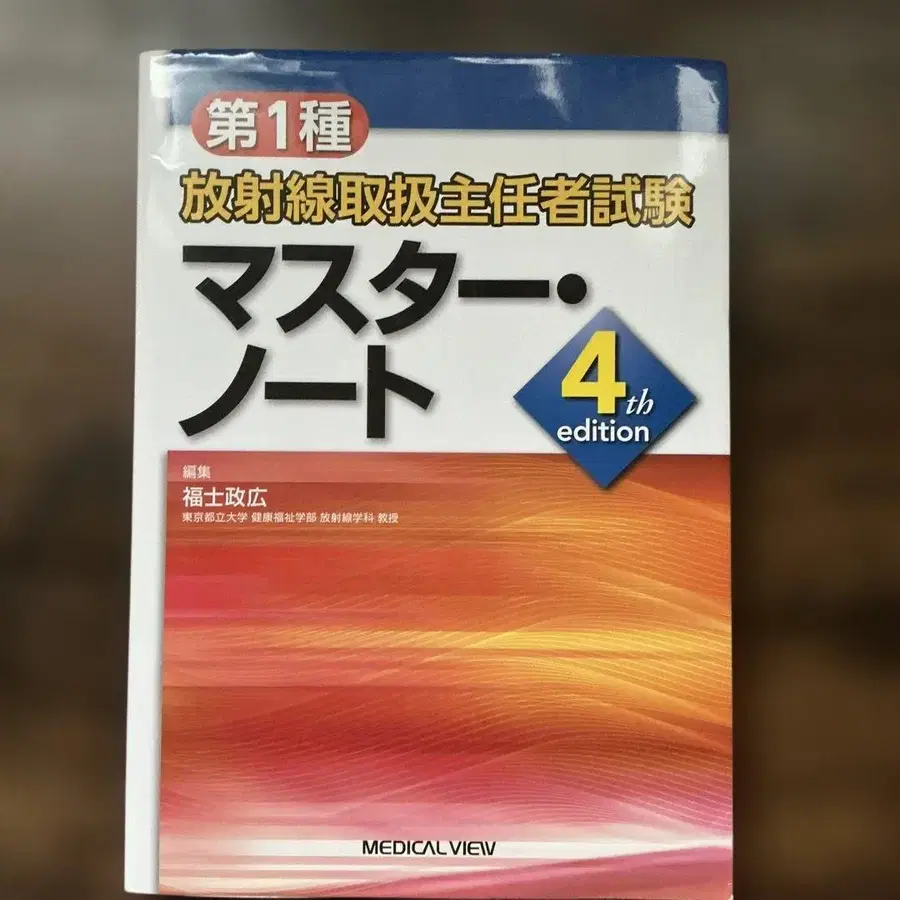 第1種
放射線取扱主任者試験
マスター・
ノート
4th
edition
編集
福士政広
東京都立大学 健康福祉学部 放射線学科 教授
MEDICAL VIEW